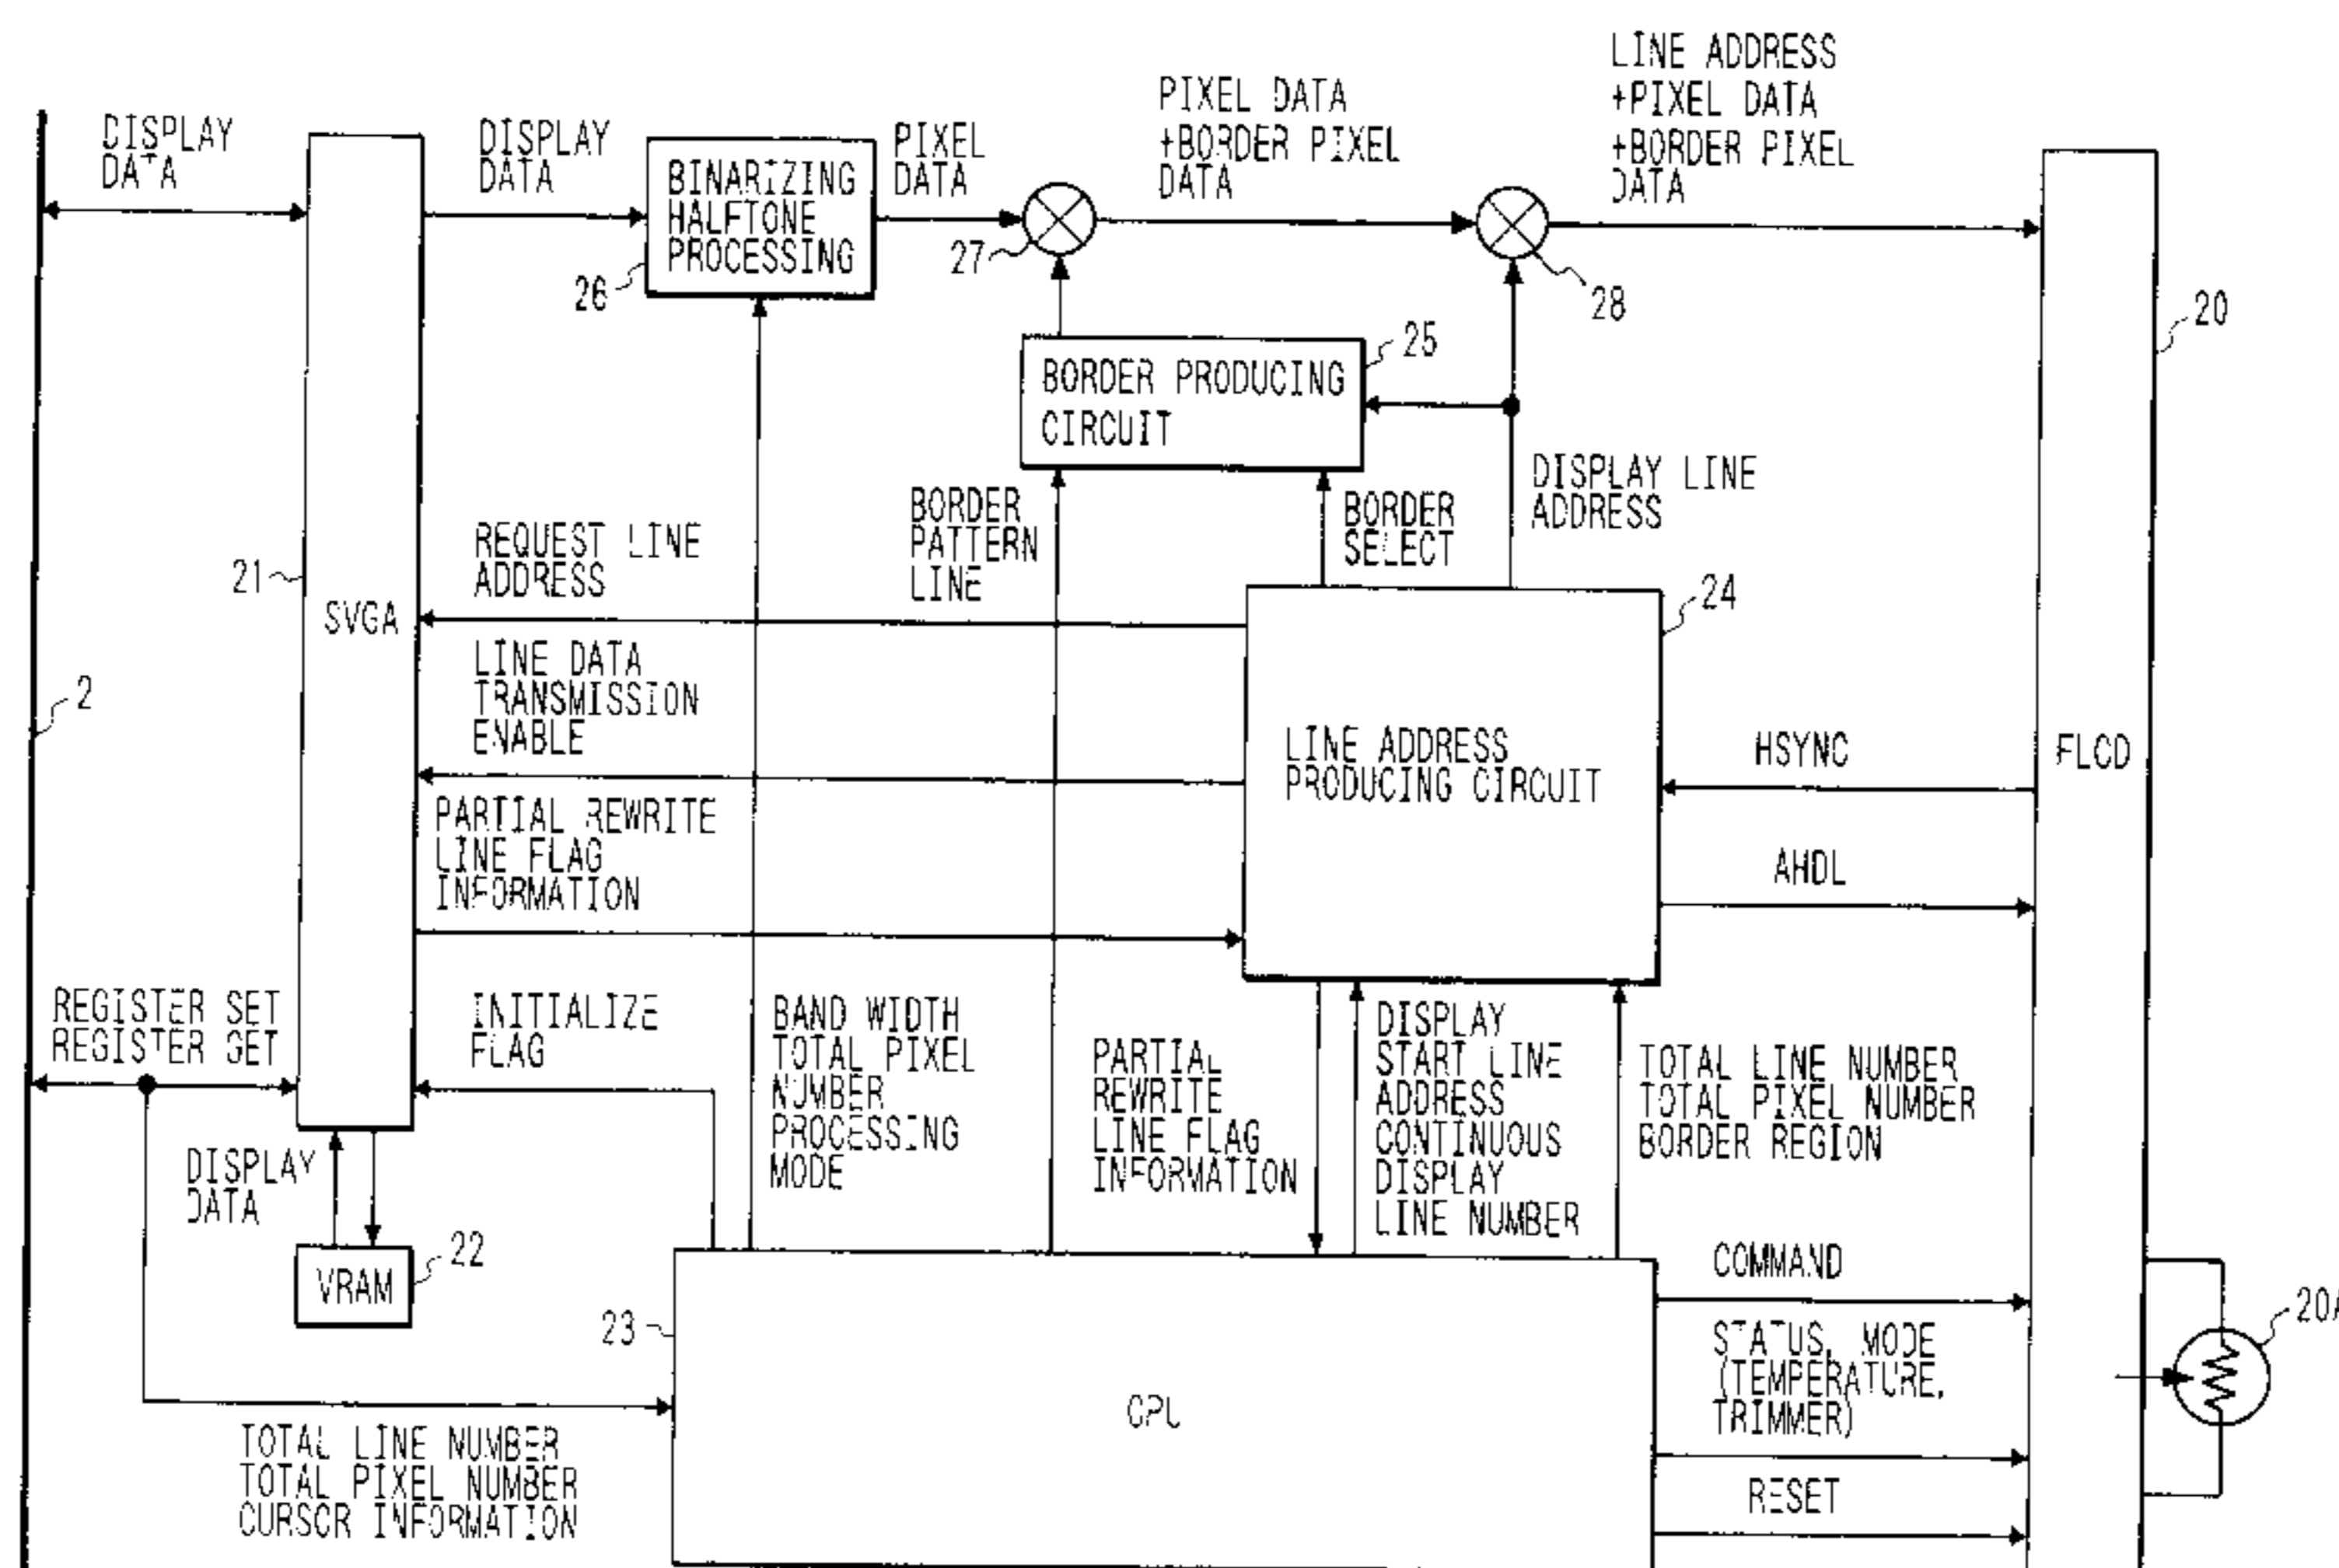 DISPLAY
DATA
DISPLAY
DATA
BINARIZING
HALFTONE
PROCESSING
26
PIXEL
DATA
27
PIXEL DATA
+BORDER PIXEL
DATA
28
LINE ADDRESS
+PIXEL DATA
+BORDER PIXEL
DATA
20
BORDER PRODUCING
CIRCUIT
25
DISPLAY LINE
ADDRESS
BORDER
SELECT
BORDER
PATTERN
LINE
REQUEST LINE
ADDRESS
21
SVGA
24
2
LINE DATA
TRANSMISSION
ENABLE
LINE ADDRESS
PRODUCING CIRCUIT
HSYNC
FLCD
AHDL
PARTIAL REWRITE
LINE FLAG
INFORMATION
REGISTER SET
REGISTER GET
INITIALIZE
FLAG
BAND WIDTH
TOTAL PIXEL
NUMBER
PROCESSING
MODE
PARTIAL
REWRITE
LINE FLAG
INFORMATION
DISPLAY
START LINE
ADDRESS
CONTINUOUS
DISPLAY
LINE NUMBER
TOTAL LINE NUMBER
TOTAL PIXEL NUMBER
BORDER REGION
DISPLAY
DATA
VRAM
22
23
CPU
COMMAND
STATUS, MODE
(TEMPERATURE,
TRIMMER)
RESET
20A
TOTAL LINE NUMBER
TOTAL PIXEL NUMBER
CURSOR INFORMATION